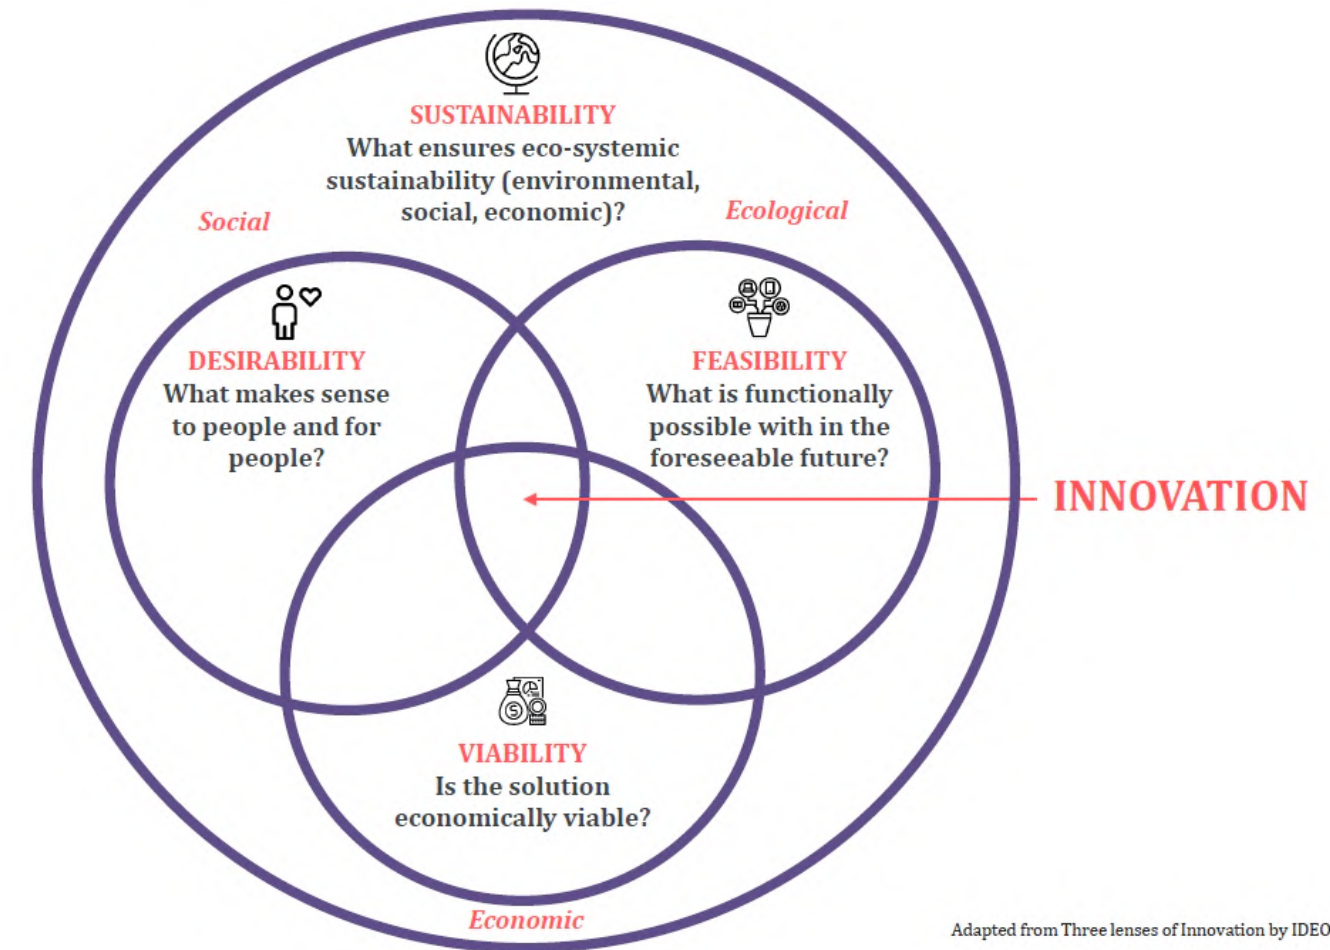 SUSTAINABILITY
What ensures eco-systemic
sustainability (environmental,
social, economic)?
Social
Ecological
DESIRABILITY
What makes sense
to people and for
people?
FEASIBILITY
What is functionally
possible with in the
foreseeable future?
INNOVATION
VIABILITY
Is the solution
economically viable?
Economic
Adapted from Three lenses of Innovation by IDEO